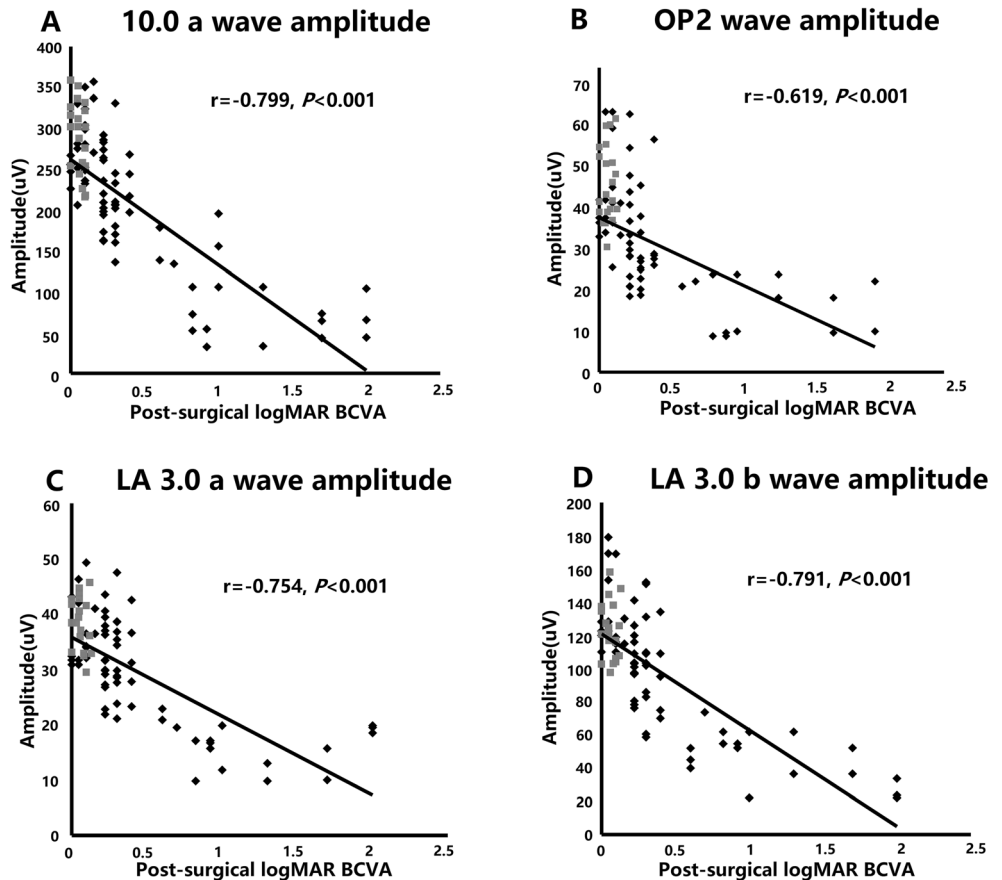 A 10.0 a wave amplitude
400
350
300
250
200
150
100
50
0
Amplitude(uV)
r=-0.799, P<0.001
0 0.5 1 1.5 2 2.5
Post-surgical logMAR BCVA
B OP2 wave amplitude
70
60
50
40
30
20
10
0
Amplitude(uV)
r=-0.619, P<0.001
0 0.5 1 1.5 2 2.5
Post-surgical logMAR BCVA
C LA 3.0 a wave amplitude
60
50
40
30
20
10
0
Amplitude(uV)
r=-0.754, P<0.001
0 0.5 1 1.5 2 2.5
Post-surgical logMAR BCVA
D LA 3.0 b wave amplitude
200
180
160
140
120
100
80
60
40
20
0
Amplitude(uV)
r=-0.791, P<0.001
0 0.5 1 1.5 2 2.5
Post-surgical logMAR BCVA